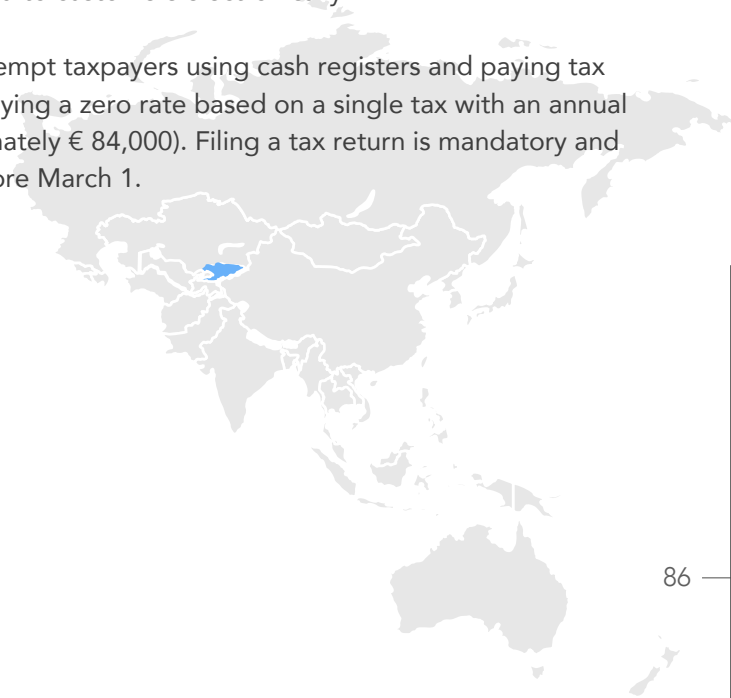 empt taxpayers using cash registers and paying tax
ying a zero rate based on a single tax with an annual
nately € 84,000). Filing a tax return is mandatory and
ore March 1.
86